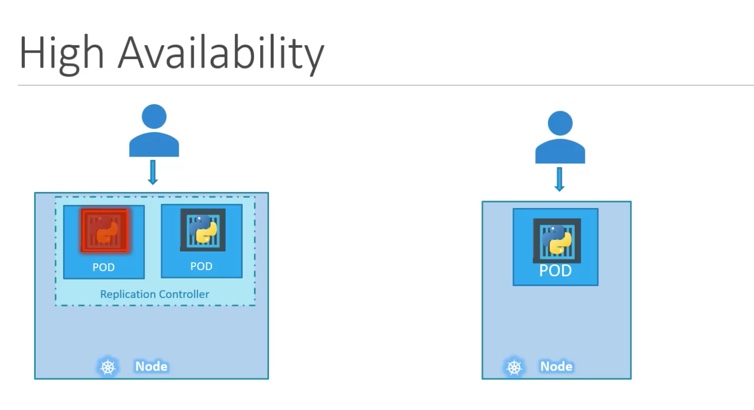 High Availability
POD
POD
Replication Controller
Node
POD
Node